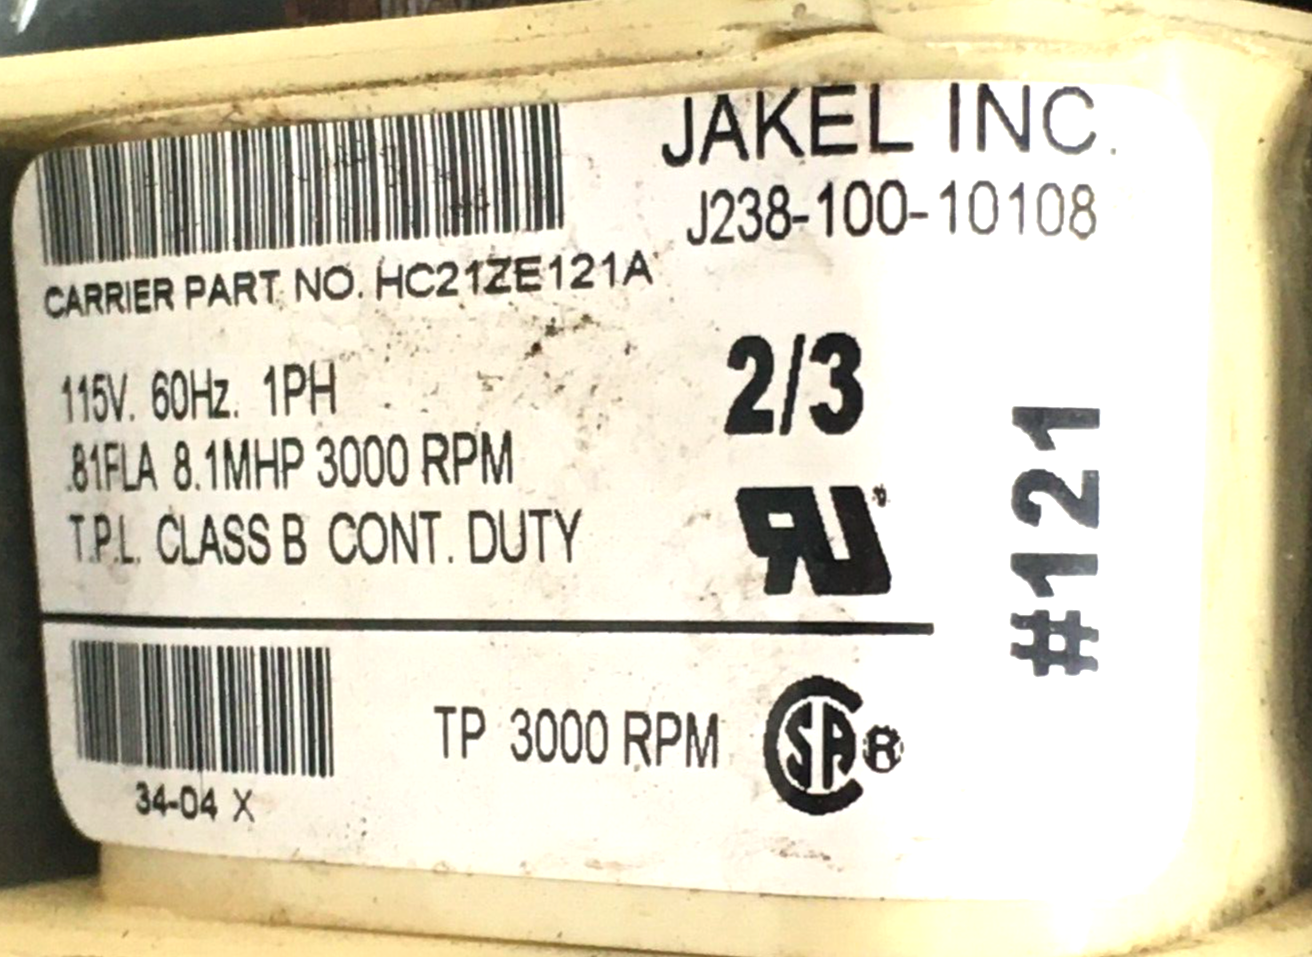 JAKEL INC.
J238-100-10108
CARRIER PART NO. HC21ZE121A
2/3
115V. 60Hz. 1PH
.81FLA 8.1MHP 3000 RPM
T.P.L. CLASS B CONT. DUTY
#121
TP 3000 RPM
34-04 X